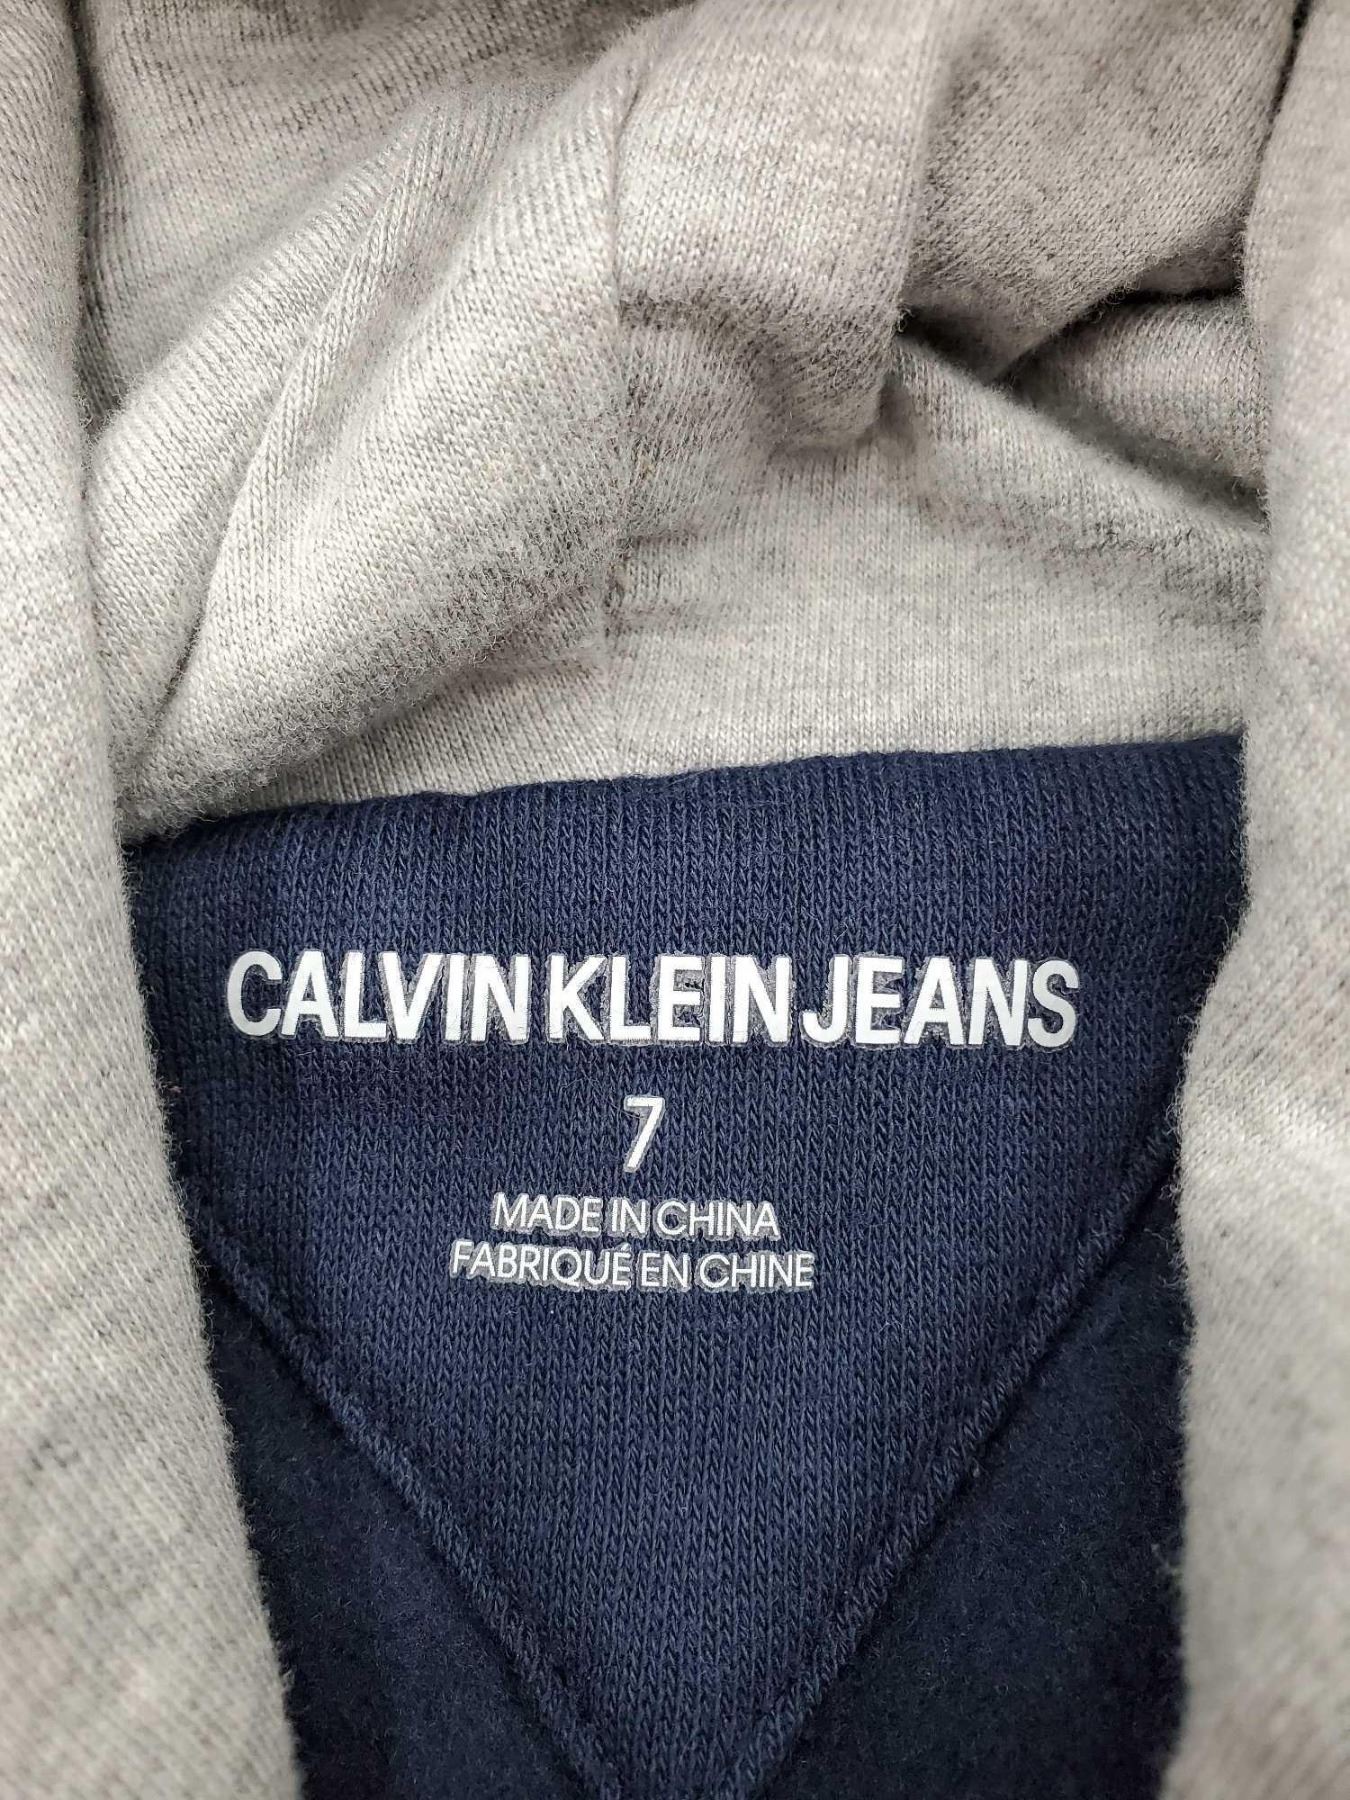 CALVIN KLEIN JEANS
7
MADE IN CHINA
FABRIQUÉ EN CHINE